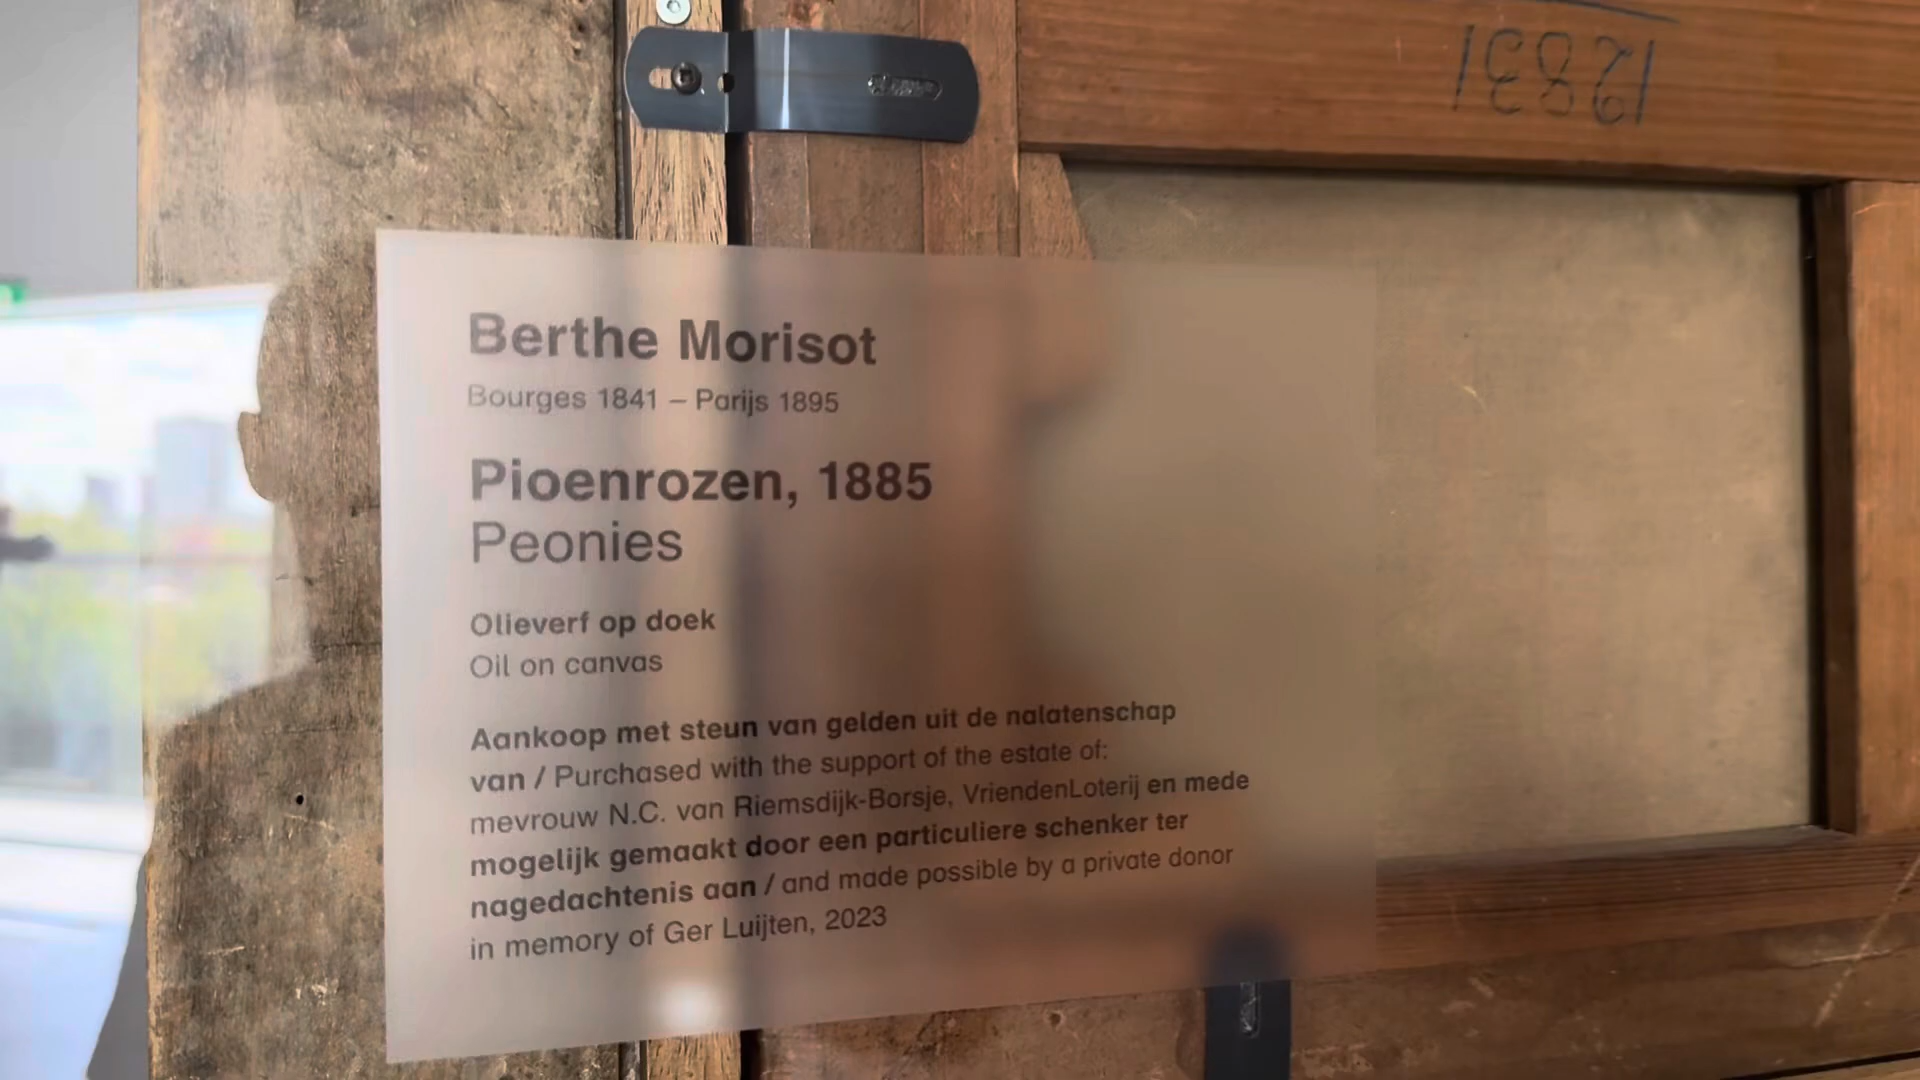 12831
Berthe Morisot
Bourges 1841 – Parijs 1895
Pioenrozen, 1885
Peonies
Olieverf op doek
Oil on canvas
Aankoop met steun van gelden uit de nalatenschap
van / Purchased with the support of the estate of:
mevrouw N.C. van Riemsdijk-Borsje, VriendenLoterij en mede
mogelijk gemaakt door een particuliere schenker ter
nagedachtenis aan / and made possible by a private donor
in memory of Ger Luijten, 2023